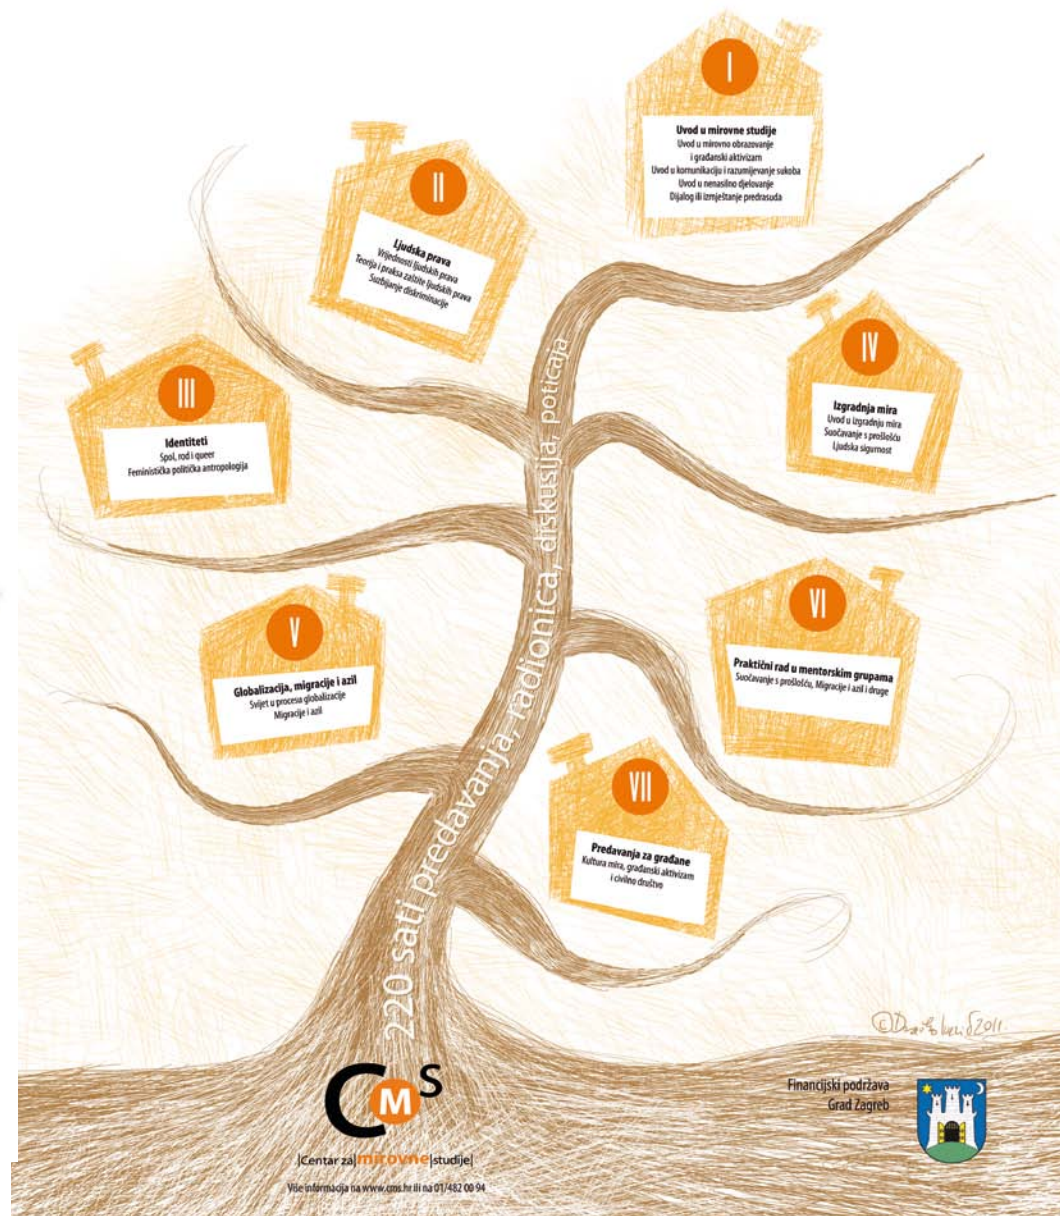 I
Uvod u mirovne studije
Uvod u mirovno obrazovanje
i građanski aktivizam
Uvod u komunikaciju i razumijevanje sukoba
Uvod u nenasilno djelovanje
Dijalog ili izmještanje predrasuda
II
Ljudska prava
Vrijednosti ljudskih prava
Teorija i praksa zaštite ljudskih prava
Suzbijanje diskriminacije
III
Identiteti
Spol, rod i queer
Feministička politička antropologija
IV
Izgradnja mira
Uvod u izgradnju mira
Suočavanje s prošlošću
Ljudska sigurnost
V
Globalizacija, migracije i azil
Svijet u procesu globalizacije
Migracije i azil
VI
Praktični rad u mentorskim grupama
Suočavanje s prošlošću, Migracije i azil i druge
VII
Predavanja za građane
Kultura mira, građanski aktivizam
i civilno društvo
220 sati predavanja, radionica, diskusija, poticaja
2011.
CMS
|Centar za|mirovne|studije|
Više informacija na www.cms.hr ili na 01/482 00 94
Financijski podržava
Grad Zagreb